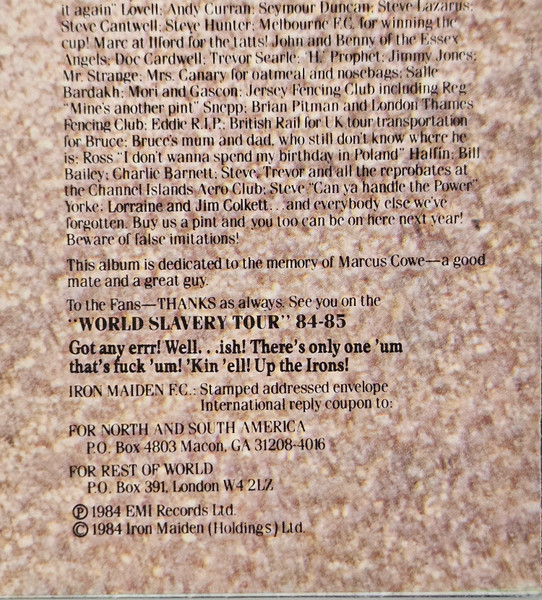 it again" Lovell; Andy Curran; Seymour Duncan; Steve Lazarus;
Steve Cantwell; Steve Hunter; Melbourne F.C. for winning the
cup! Marc at Ilford for the tatts! John and Benny of the Essex
Angels; Doc Cardwell; Trevor Searle; "H." Prophet; Jimmy Jones;
Mr. Strange; Mrs. Canary for oatmeal and nosebags; Salle
Bardakh; Mori and Gascon; Jersey Fencing Club including Reg
"Mine's another pint" Snepp; Brian Pitman and London Thames
Fencing Club; Eddie R.I.P.; British Rail for UK tour transportation
for Bruce; Bruce's mum and dad, who still don't know where he
is; Ross "I don't wanna spend my birthday in Poland" Halfin; Bill
Bailey; Charlie Barnett; Steve, Trevor and all the reprobates at
the Channel Islands Aero Club; Steve "Can ya handle the Power"
Yorke; Lorraine and Jim Colkett...and everybody else we've
forgotten. Buy us a pint and you too can be on here next year!
Beware of false imitations!
This album is dedicated to the memory of Marcus Cowe—a good
mate and a great guy.
To the Fans—THANKS as always. See you on the
"WORLD SLAVERY TOUR" 84-85
Got any errr! Well. . .ish! There's only one 'um
that's fuck 'um! 'Kin 'ell! Up the Irons!
IRON MAIDEN F.C.: Stamped addressed envelope
International reply coupon to:
FOR NORTH AND SOUTH AMERICA
P.O. Box 4803 Macon, GA 31208-4016
FOR REST OF WORLD
P.O. Box 391, London W4 2LZ
Ⓟ 1984 EMI Records Ltd.
© 1984 Iron Maiden (Holdings) Ltd.